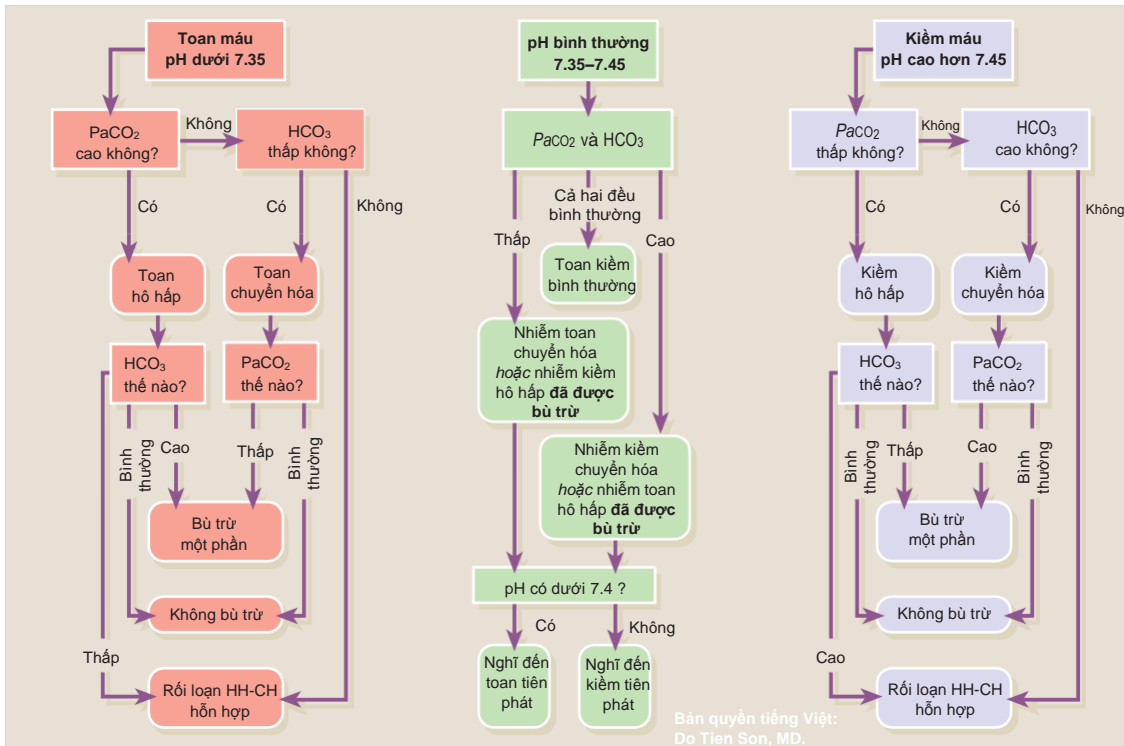 Toan máu
pH dưới 7.35
PaCO₂
cao không?
Không
HCO₃
thấp không?
Có
Có
Không
Toan
hô hấp
Toan
chuyển hóa
HCO₃
thế nào?
PaCO₂
thế nào?
Bình
thường
Cao
Thấp
Bình
thường
Bù trừ
một phần
Không bù trừ
Thấp
Rối loạn HH-CH
hỗn hợp
pH bình thường
7.35–7.45
PaCO₂ và HCO₃
Thấp
Cả hai đều
bình thường
Cao
Toan kiềm
bình thường
Nhiễm toan
chuyển hóa
hoặc nhiễm kiềm
hô hấp đã được
bù trừ
Nhiễm kiềm
chuyển hóa
hoặc nhiễm toan
hô hấp đã được
bù trừ
pH có dưới 7.4 ?
Có
Không
Nghĩ đến
toan tiên
phát
Nghĩ đến
kiềm tiên
phát
Kiềm máu
pH cao hơn 7.45
PaCO₂
thấp không?
Không
HCO₃
cao không?
Có
Có
Không
Kiềm
hô hấp
Kiềm
chuyển hóa
HCO₃
thế nào?
PaCO₂
thế nào?
Bình
thường
Thấp
Cao
Bình
thường
Bù trừ
một phần
Không bù trừ
Cao
Rối loạn HH-CH
hỗn hợp
Bản quyền tiếng Việt:
Do Tien Son, MD.